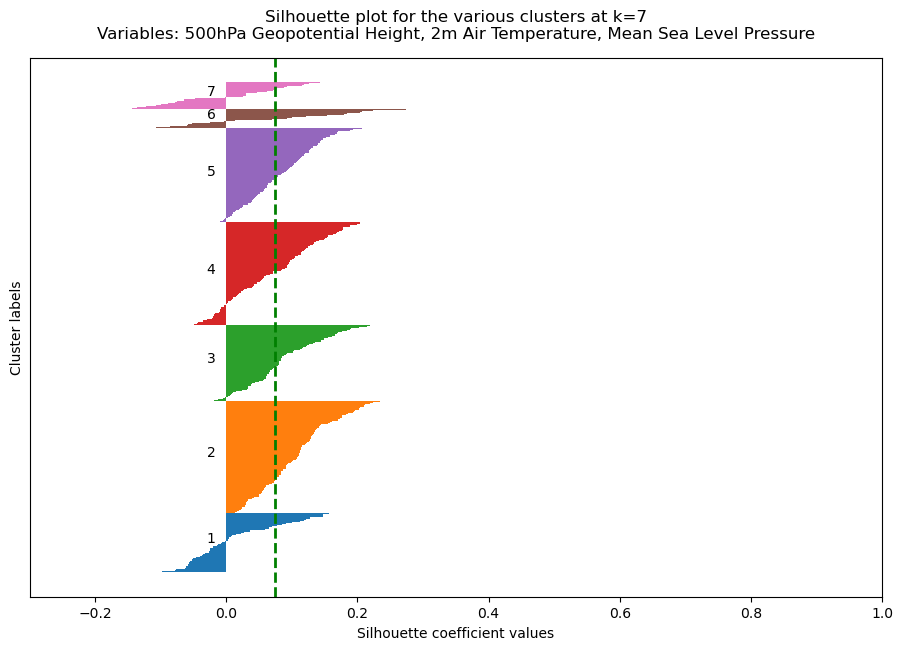 Silhouette plot for the various clusters at k=7
Variables: 500hPa Geopotential Height, 2m Air Temperature, Mean Sea Level Pressure
Cluster labels
7
6
5
4
3
2
1
−0.2 0.0 0.2 0.4 0.6 0.8 1.0
Silhouette coefficient values